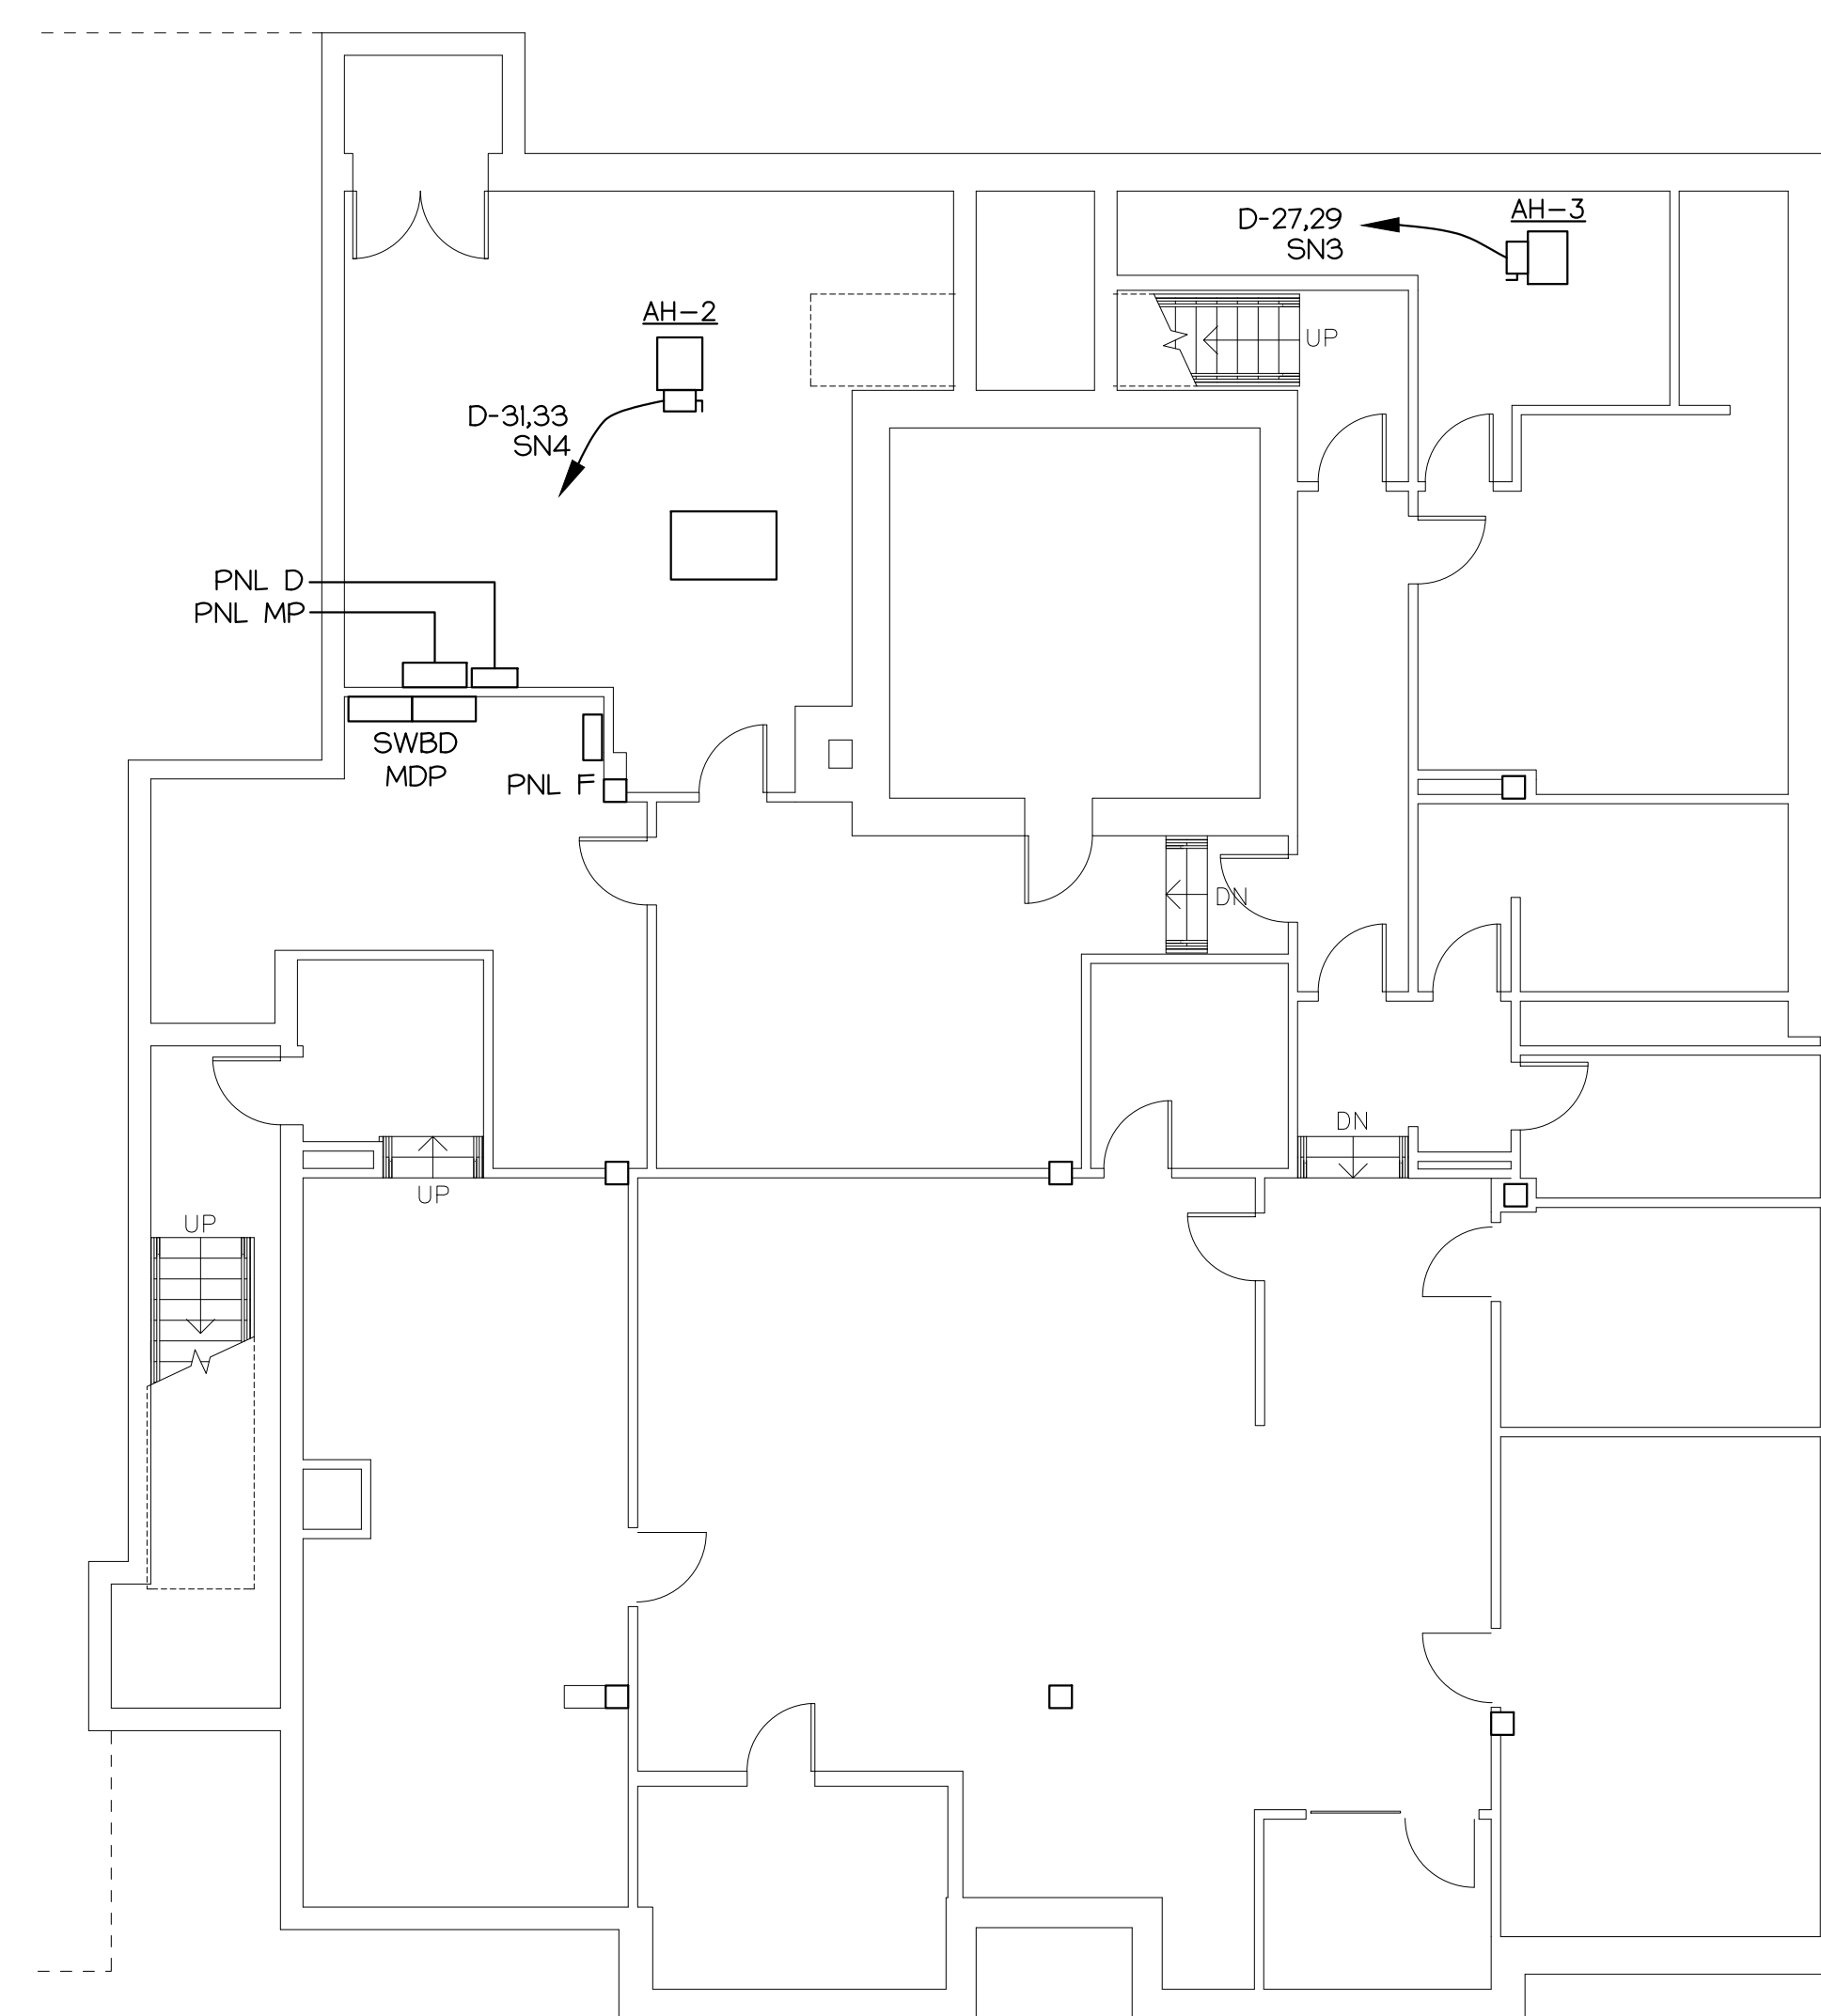 D-27,29
SN3
AH-3
AH-2
UP
D-31,33
SN4
PNL D
PNL MP
SWBD
MDP
PNL F
DN
DN
UP
UP